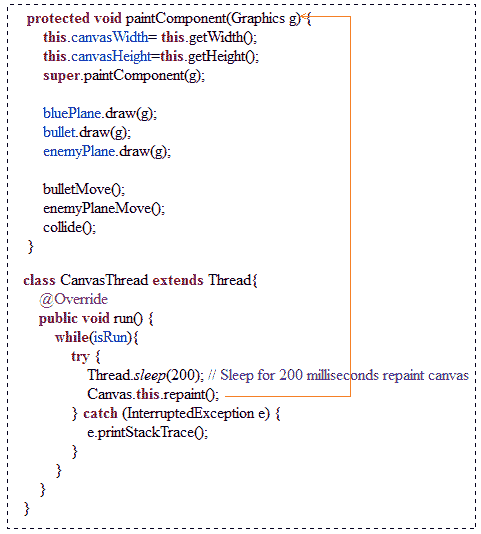 protected void paintComponent(Graphics g) {
this.canvasWidth= this.getWidth();
this.canvasHeight=this.getHeight();
super.paintComponent(g);
bluePlane.draw(g);
bullet.draw(g);
enemyPlane.draw(g);
bulletMove();
enemyPlaneMove();
collide();
}
class CanvasThread extends Thread{
@Override
public void run() {
while(isRun){
try {
Thread.sleep(200); // Sleep for 200 milliseconds repaint canvas
Canvas.this.repaint();
} catch (InterruptedException e) {
e.printStackTrace();
}
}
}
}